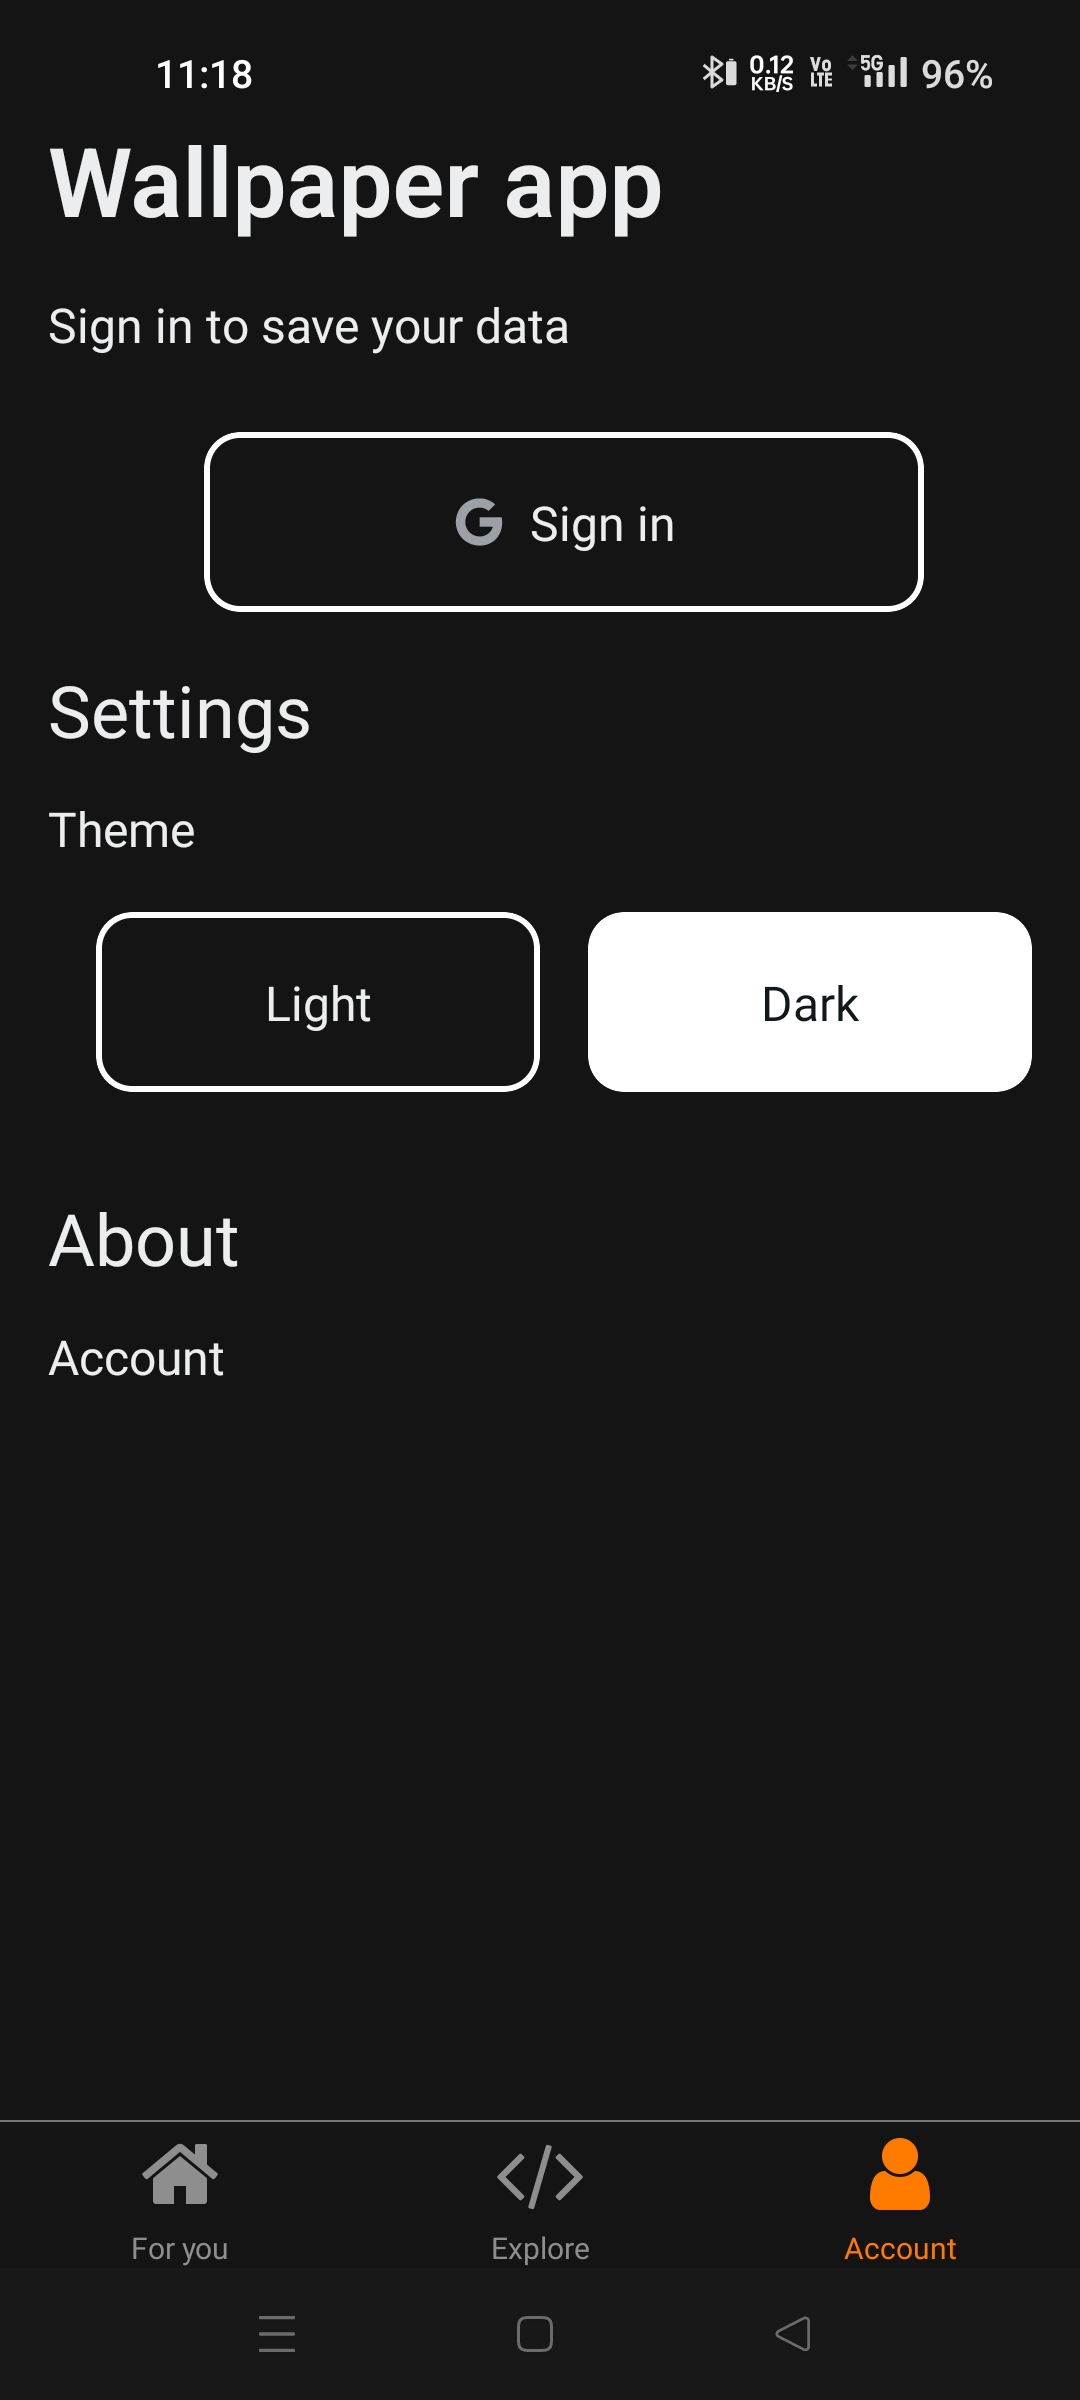 11:18 0.12 KB/S Vo LTE 5G 96%
Wallpaper app
Sign in to save your data
G Sign in
Settings
Theme
Light Dark
About
Account
For you Explore Account